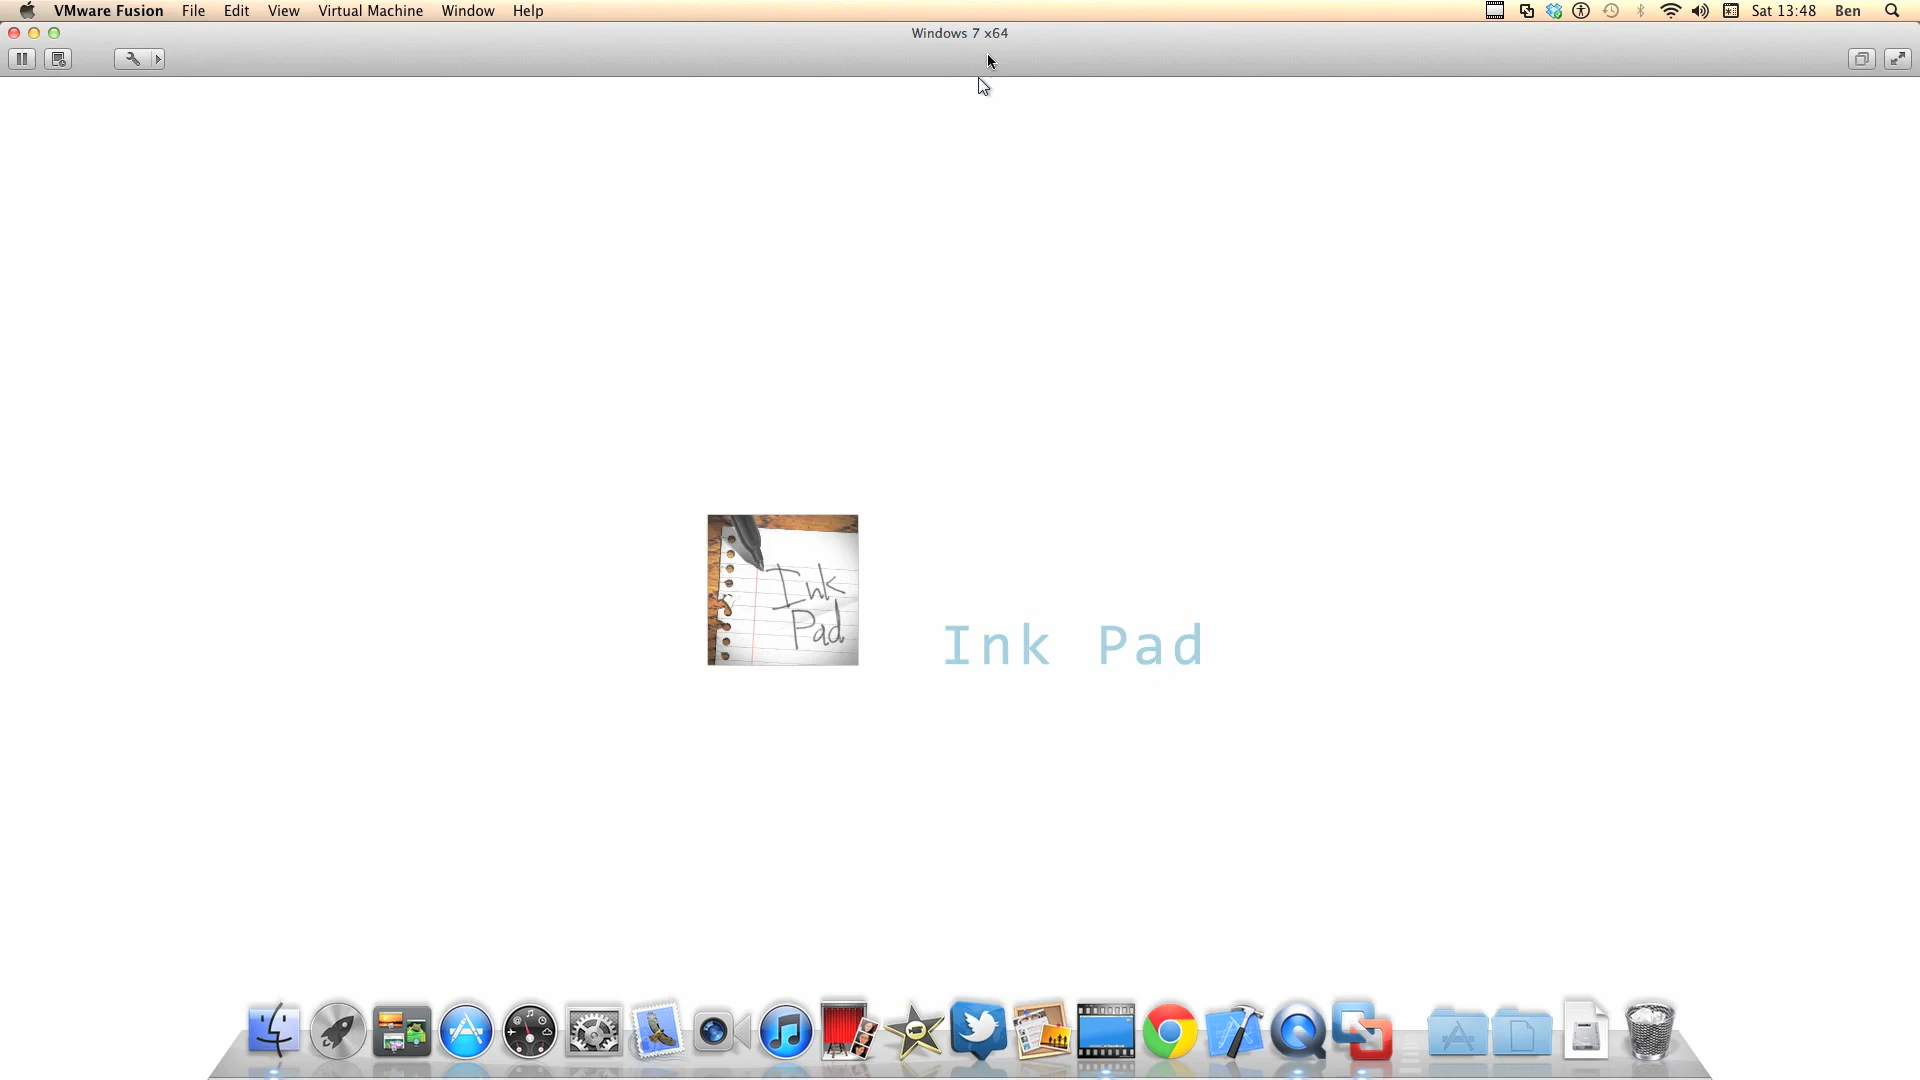 VMware Fusion File Edit View Virtual Machine Window Help Sat 13:48 Ben
Windows 7 x64
Ink
Pad
Ink Pad